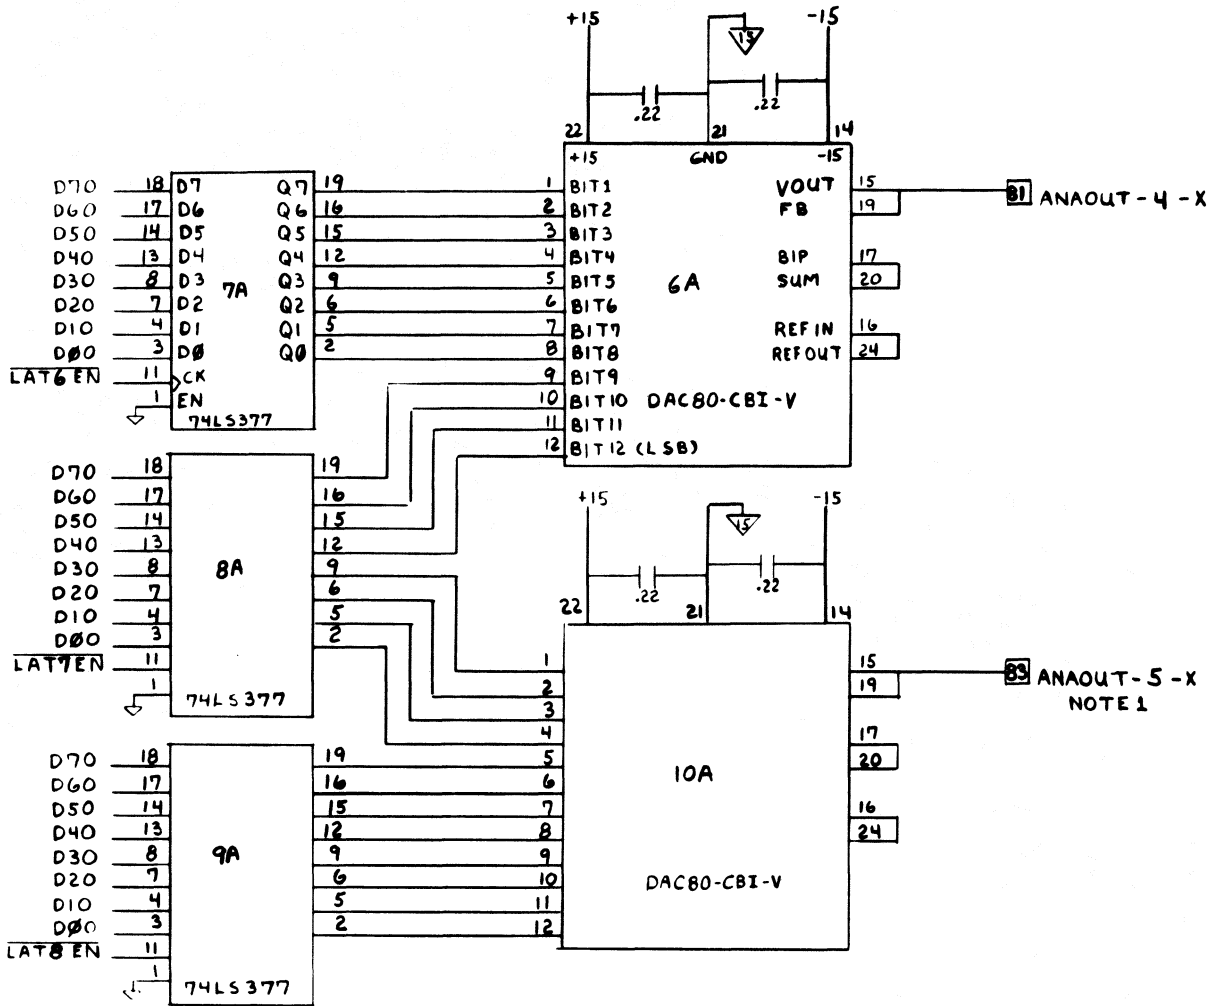 +15 15 -15
.22 .22
22 21 14
+15 GND -15
D70 18 D7 Q7 19 1 BIT1 VOUT 15 B1 ANAOUT-4-X
D60 17 D6 Q6 16 2 BIT2 FB 19
D50 14 D5 Q5 15 3 BIT3
D40 13 D4 Q4 12 4 BIT4 BIP 17
D30 8 D3 7A Q3 9 5 BIT5 6A SUM 20
D20 7 D2 Q2 6 6 BIT6
D10 4 D1 Q1 5 7 BIT7 REF IN 16
DØ0 3 DØ QØ 2 8 BIT8 REFOUT 24
LAT6 EN 11 CK 9 BIT9
1 EN 10 BIT10 DAC80-CBI-V
74LS377 11 BIT11
12 BIT12 (LSB)
D70 18 19
D60 17 16
D50 14 15
D40 13 12
D30 8 8A 9
D20 7 6
D10 4 5
DØ0 3 2
LAT7EN 11
1 74LS377
+15 15 -15
.22 .22
22 21 14
1 15 B3 ANAOUT-5-X
2 19 NOTE 1
3
4 17
D70 18 19 5 20
D60 17 16 6 10A
D50 14 15 7 16
D40 13 12 8 24
D30 8 9A 9 9
D20 7 6 10 DAC80-CBI-V
D10 4 5 11
DØ0 3 2 12
LAT8 EN 11
1 74LS377